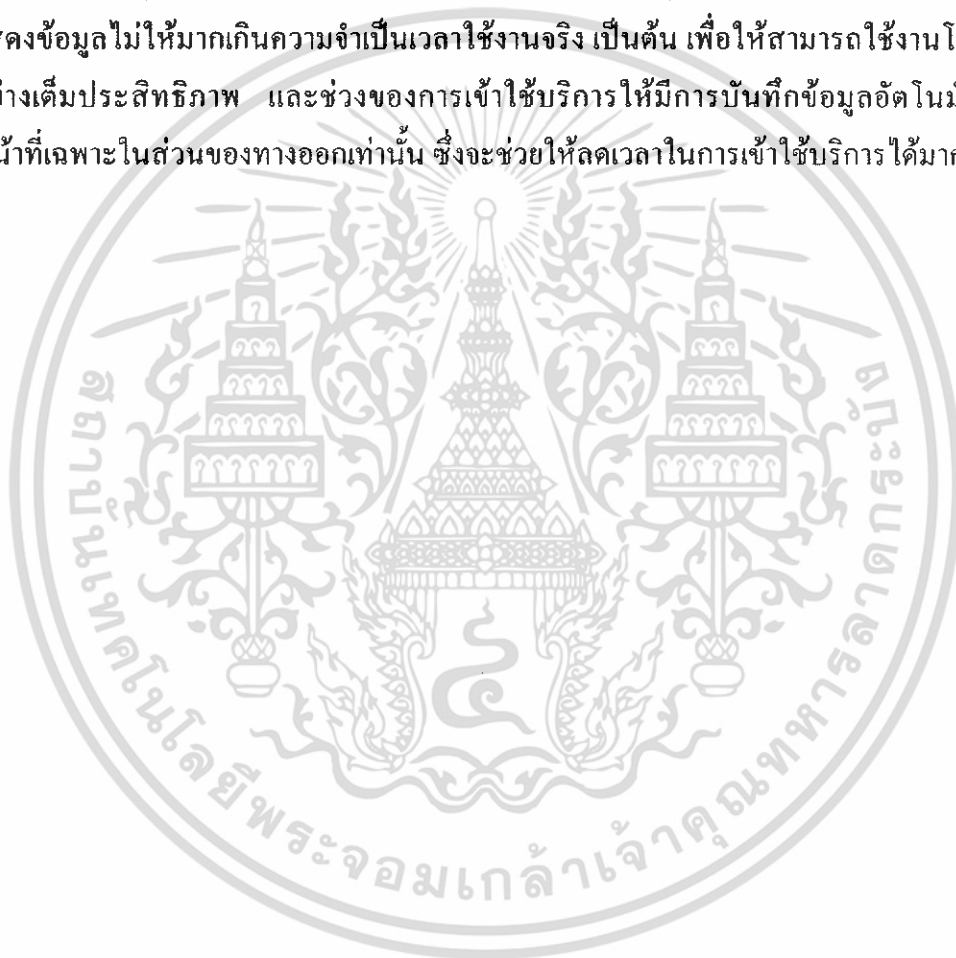 สดงข้อมูลไม่ให้มากเกินความจำเป็นเวลาใช้งานจริง เป็นต้น เพื่อให้สามารถใช้งานโ
่างเต็มประสิทธิภาพ และช่วงของการเข้าใช้บริการให้มีการบันทึกข้อมูลอัตโนมั
น้าที่เฉพาะในส่วนของทางออกเท่านั้น ซึ่งจะช่วยให้ลดเวลาในการเข้าใช้บริการได้มาก
สถาบันเทคโนโลยีพระจอมเกล้าเจ้าคุณทหารลาดกระบัง